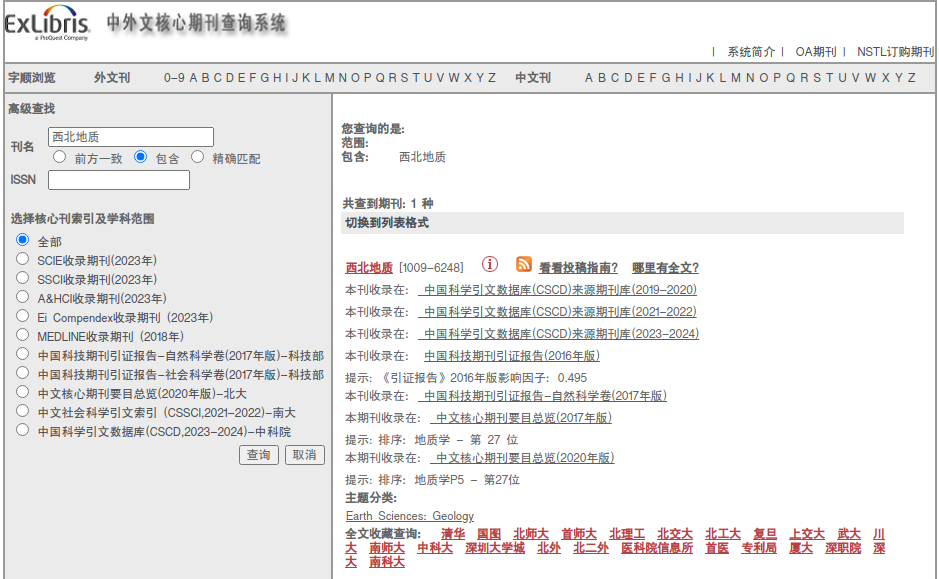 ExLibris 中外文核心期刊查询系统
a ProQuest Company
| 系统简介 | OA期刊 | NSTL订购期刊
字顺浏览 外文刊 0-9 A B C D E F G H I J K L M N O P Q R S T U V W X Y Z 中文刊 A B C D E F G H I J K L M N O P Q R S T U V W X Y Z
高级查找
刊名 西北地质
前方一致 包含 精确匹配
ISSN
选择核心刊索引及学科范围
全部
SCIE收录期刊(2023年)
SSCI收录期刊(2023年)
A&HCI收录期刊(2023年)
Ei Compendex收录期刊 (2023年)
MEDLINE收录期刊 (2018年)
中国科技期刊引证报告-自然科学卷(2017年版)-科技部
中国科技期刊引证报告-社会科学卷(2017年版)-科技部
中文核心期刊要目总览(2020年版)-北大
中文社会科学引文索引 (CSSCI,2021-2022)-南大
中国科学引文数据库(CSCD,2023-2024)-中科院
查询 取消
您查询的是:
范围:
包含: 西北地质
共查到期刊: 1 种
切换到列表格式
西北地质 [1009-6248] 看看投稿指南? 哪里有全文?
本刊收录在: 中国科学引文数据库(CSCD)来源期刊库(2019-2020)
本刊收录在: 中国科学引文数据库(CSCD)来源期刊库(2021-2022)
本刊收录在: 中国科学引文数据库(CSCD)来源期刊库(2023-2024)
本刊收录在: 中国科技期刊引证报告(2016年版)
提示: 《引证报告》2016年版影响因子: 0.495
本刊收录在: 中国科技期刊引证报告-自然科学卷(2017年版)
本期刊收录在: 中文核心期刊要目总览(2017年版)
提示: 排序: 地质学 - 第 27 位
本期刊收录在: 中文核心期刊要目总览(2020年版)
提示: 排序: 地质学P5 - 第27位
主题分类:
Earth Sciences: Geology
全文收藏查询: 清华 国图 北师大 首师大 北理工 北交大 北工大 复旦 上交大 武大 川
大 南师大 中科大 深圳大学城 北外 北二外 医科院信息所 首医 专利局 厦大 深职院 深
大 南科大